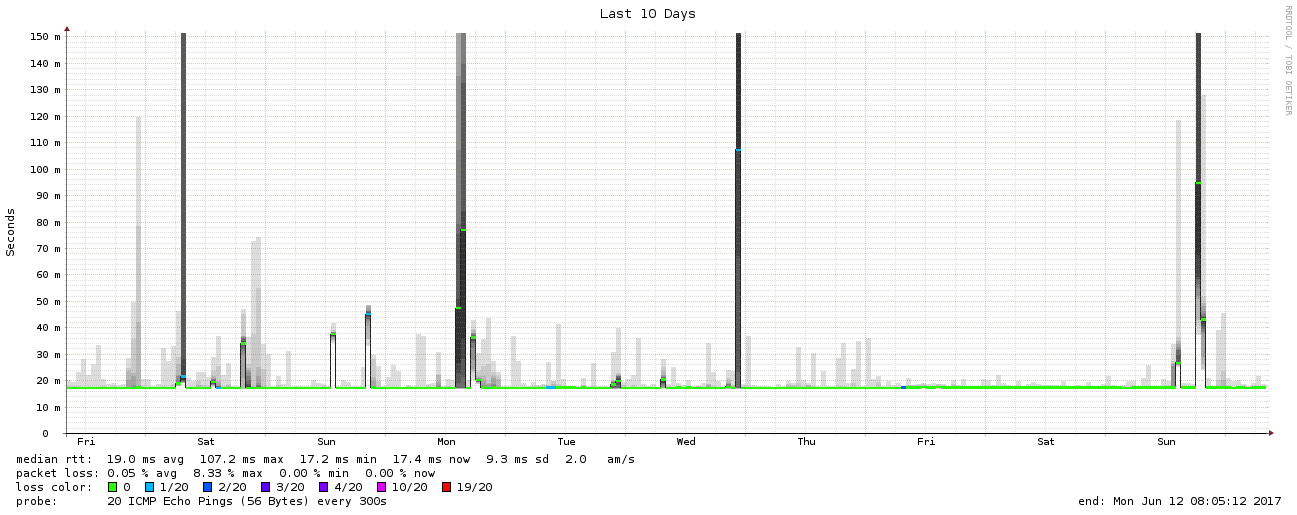 Last 10 Days
RRDTOOL / TOBI OETIKER
Seconds
150 m
140 m
130 m
120 m
110 m
100 m
90 m
80 m
70 m
60 m
50 m
40 m
30 m
20 m
10 m
0
Fri Sat Sun Mon Tue Wed Thu Fri Sat Sun
median rtt: 19.0 ms avg 107.2 ms max 17.2 ms min 17.4 ms now 9.3 ms sd 2.0 am/s
packet loss: 0.05 % avg 8.33 % max 0.00 % min 0.00 % now
loss color: 0 1/20 2/20 3/20 4/20 10/20 19/20
probe: 20 ICMP Echo Pings (56 Bytes) every 300s end: Mon Jun 12 08:05:12 2017